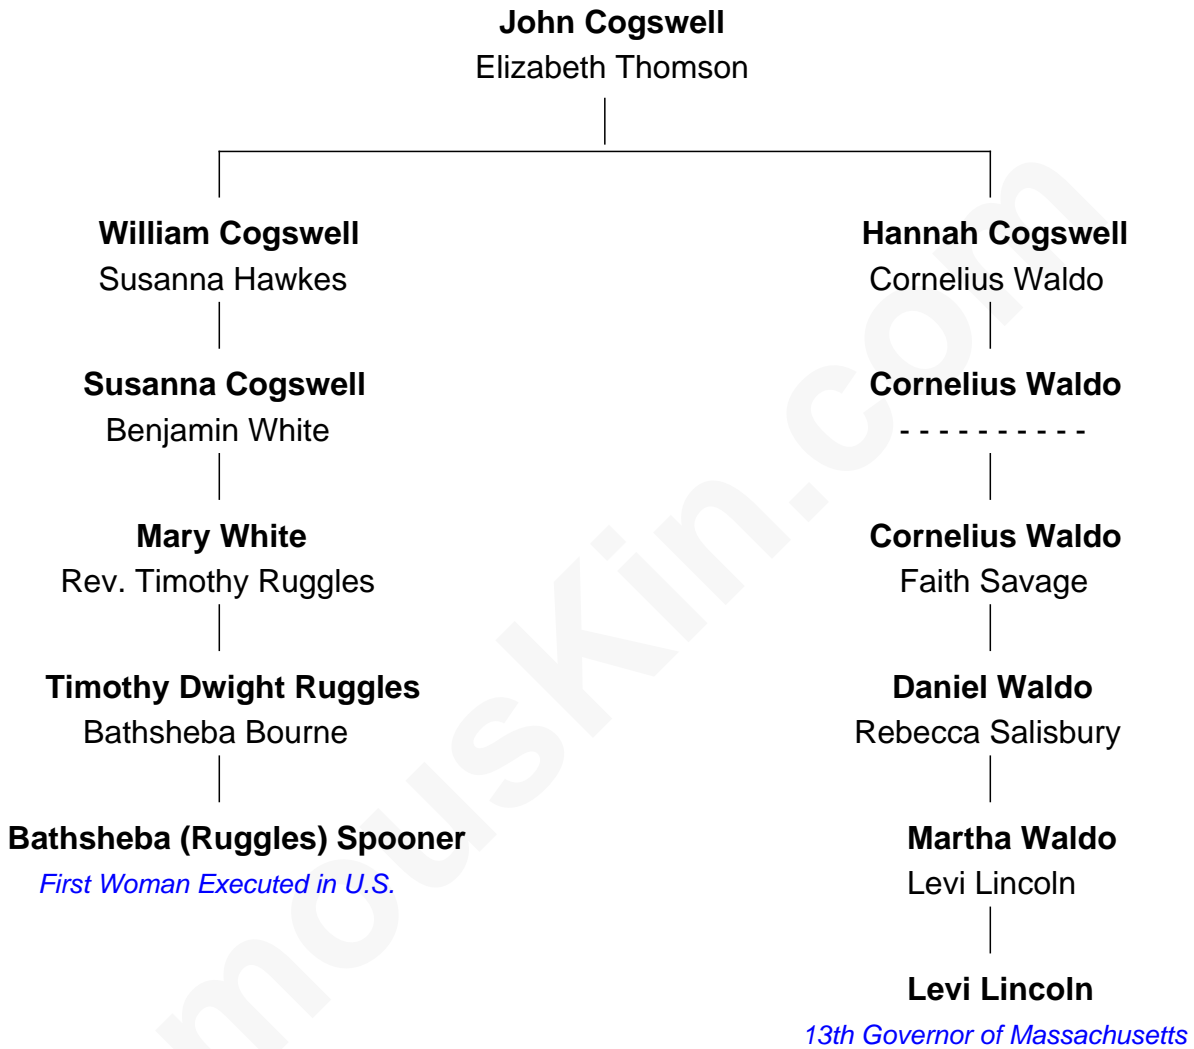 John Cogswell
Elizabeth Thomson
William Cogswell
Susanna Hawkes
Susanna Cogswell
Benjamin White
Mary White
Rev. Timothy Ruggles
Timothy Dwight Ruggles
Bathsheba Bourne
Bathsheba (Ruggles) Spooner
First Woman Executed in U.S.
Hannah Cogswell
Cornelius Waldo
Cornelius Waldo
- - - - - - - - - -
Cornelius Waldo
Faith Savage
Daniel Waldo
Rebecca Salisbury
Martha Waldo
Levi Lincoln
Levi Lincoln
13th Governor of Massachusetts
mousKin.com